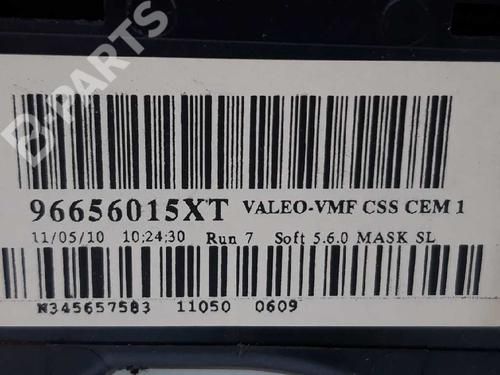 B-PARTS
96656015XT VALEO-VMF CSS CEM 1
11/05/10 10:24:30 Run 7 Soft 5.6.0 MASK SL
N345657583 11050 0609